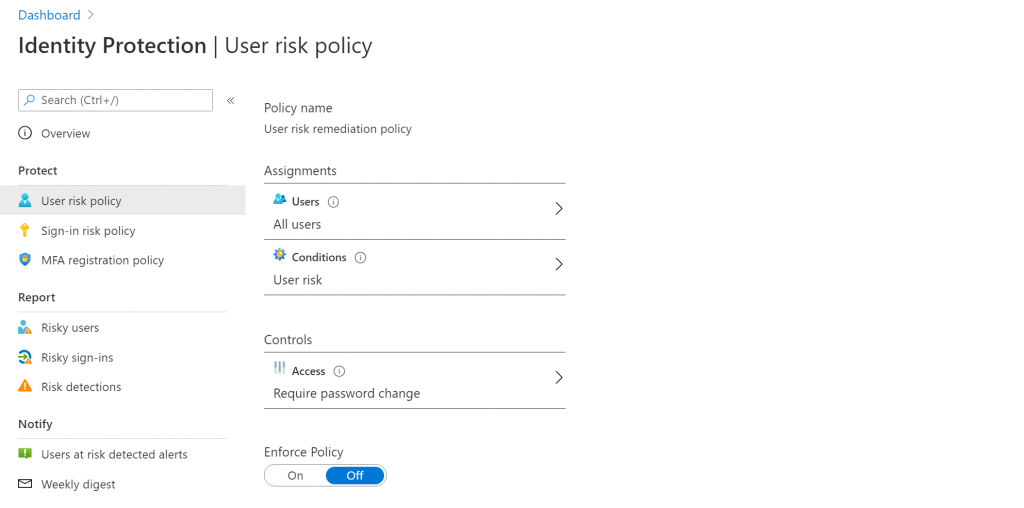 Dashboard
Identity Protection | User risk policy
Search (Ctrl+/)
«
Overview
Protect
User risk policy
Sign-in risk policy
MFA registration policy
Report
Risky users
Risky sign-ins
Risk detections
Notify
Users at risk detected alerts
Weekly digest
Policy name
User risk remediation policy
Assignments
Users
All users
Conditions
User risk
Controls
Access
Require password change
Enforce Policy
On Off